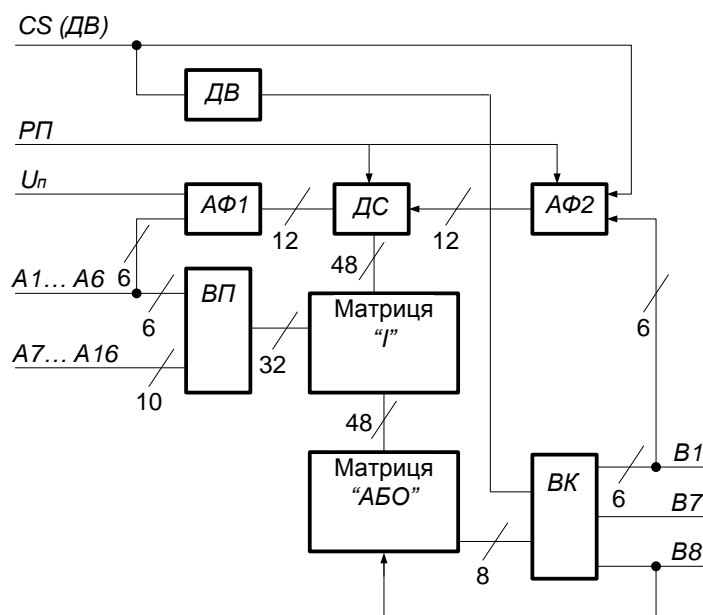 CS (ДВ)
ДВ
РП
Uп
АФ1
12
ДС
12
АФ2
6
48
A1... A6
6
ВП
Матриця
"І"
6
32
A7... A16
10
48
Матриця
"АБО"
ВК
B1
6
B7
8
B8